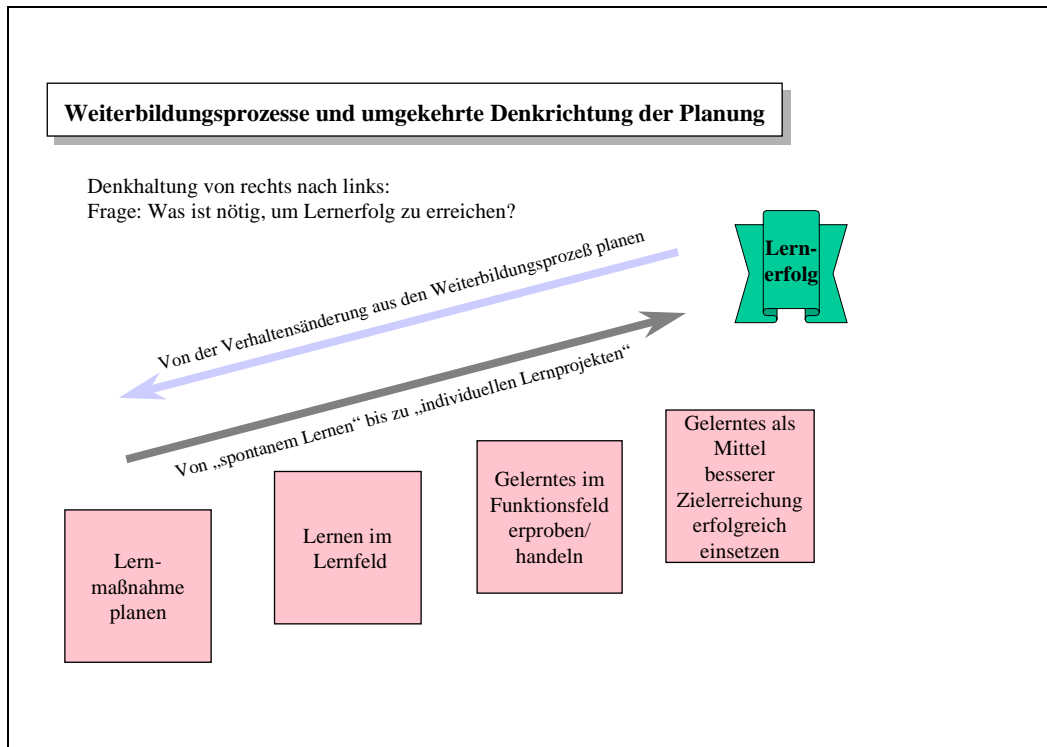 Weiterbildungsprozesse und umgekehrte Denkrichtung der Planung
Denkhaltung von rechts nach links:
Frage: Was ist nötig, um Lernerfolg zu erreichen?
Lern-
erfolg
Von der Verhaltensänderung aus den Weiterbildungsprozeß planen
Von „spontanem Lernen“ bis zu „individuellen Lernprojekten“
Lern-
maßnahme
planen
Lernen im
Lernfeld
Gelerntes im
Funktionsfeld
erproben/
handeln
Gelerntes als
Mittel
besserer
Zielerreichung
erfolgreich
einsetzen